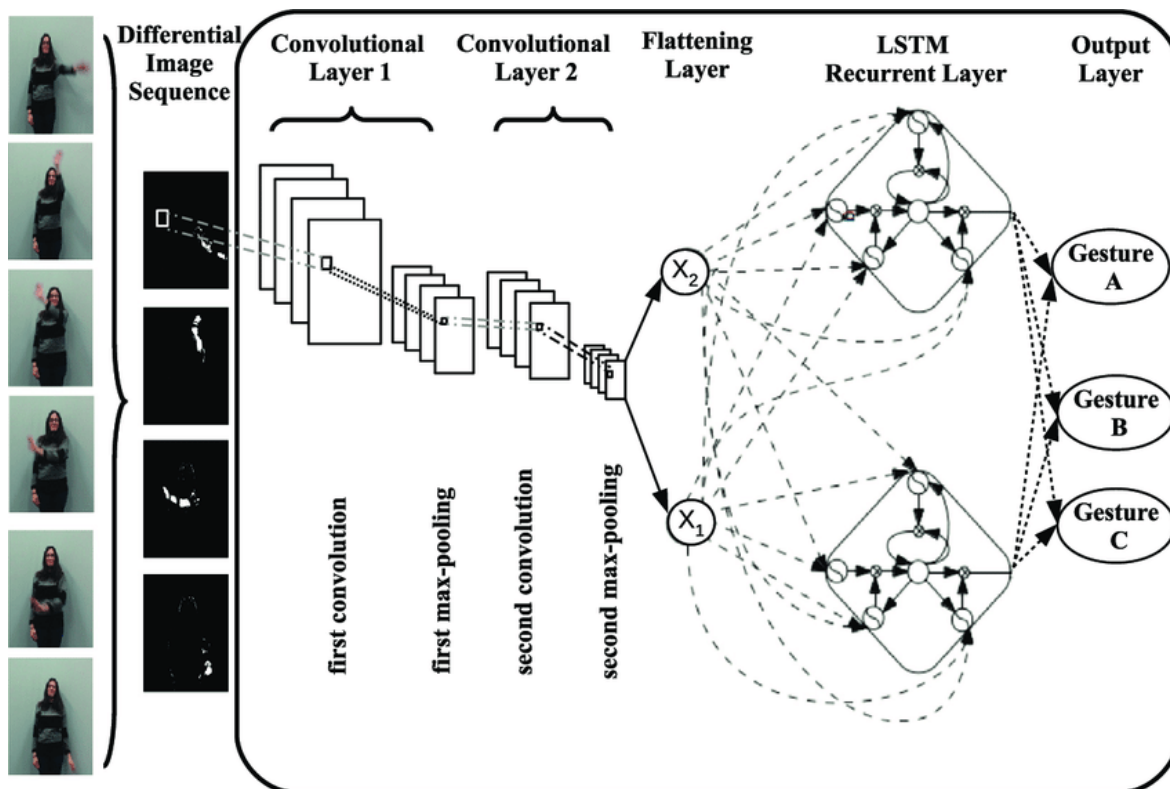 Differential
Image
Sequence
Convolutional
Layer 1
Convolutional
Layer 2
Flattening
Layer
LSTM
Recurrent Layer
Output
Layer
X2
X1
Gesture
A
Gesture
B
Gesture
C
first convolution
first max-pooling
second convolution
second max-pooling